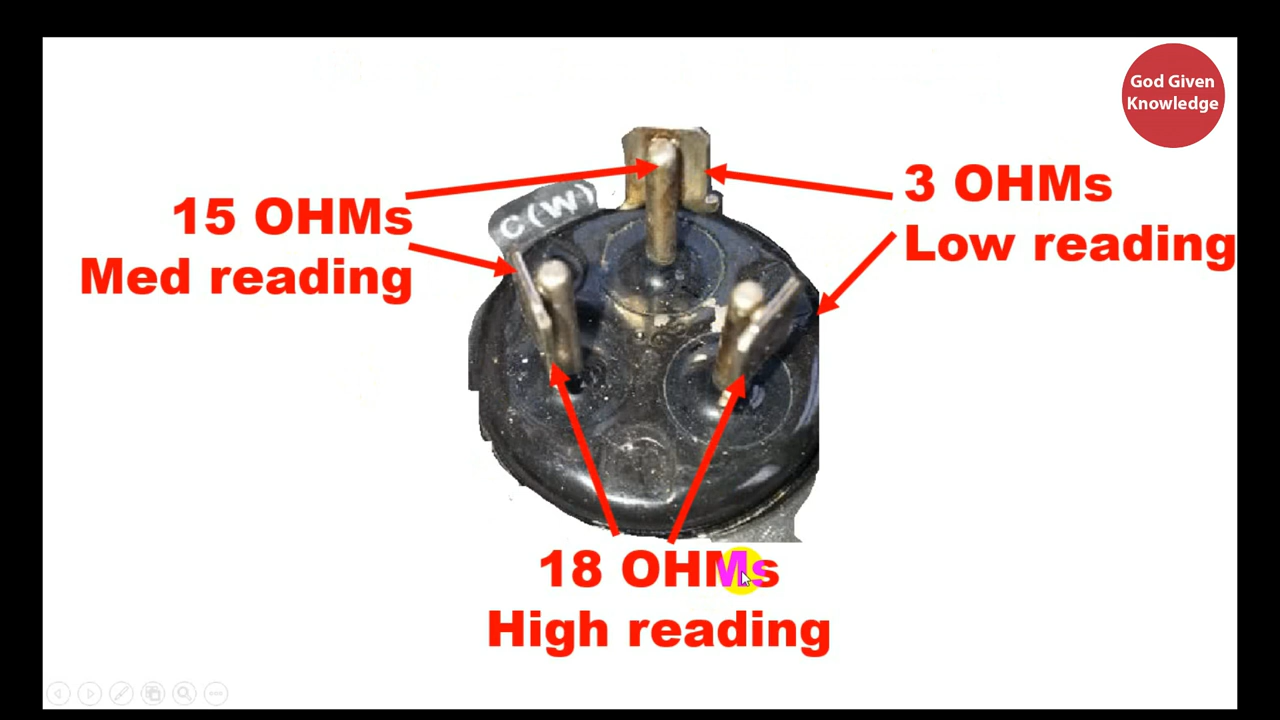 God Given
Knowledge
15 OHMs
Med reading
C(W)
3 OHMs
Low reading
18 OHMs
High reading